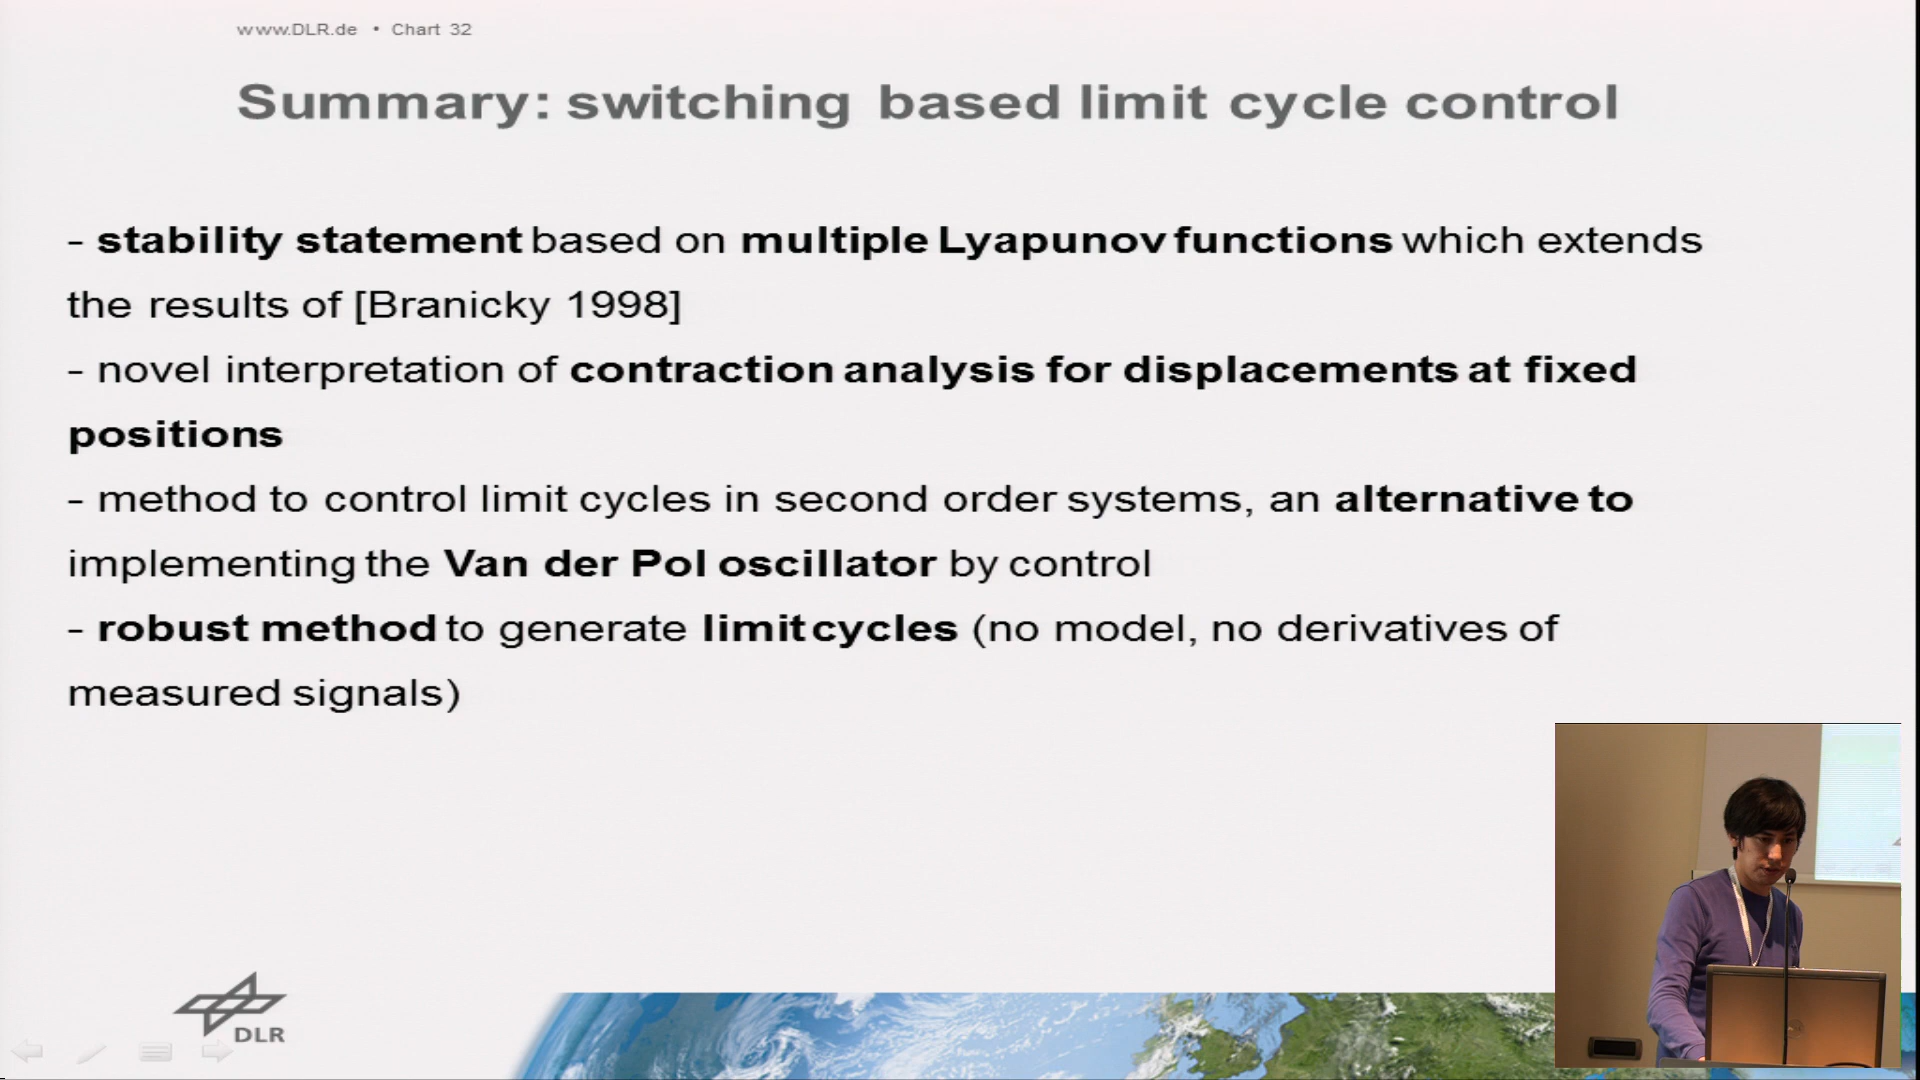 www.DLR.de • Chart 32
Summary: switching based limit cycle control
- stability statement based on multiple Lyapunov functions which extends
the results of [Branicky 1998]
- novel interpretation of contraction analysis for displacements at fixed
positions
- method to control limit cycles in second order systems, an alternative to
implementing the Van der Pol oscillator by control
- robust method to generate limit cycles (no model, no derivatives of
measured signals)
DLR